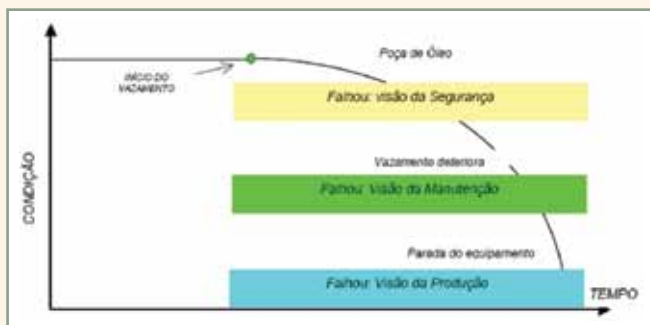 Poça de Óleo
INÍCIO DO
VAZAMENTO
Falhou: visão da Segurança
Vazamento deteriora
Falhou: Visão da Manutenção
CONDIÇÃO
Parada do equipamento
Falhou: Visão da Produção
TEMPO